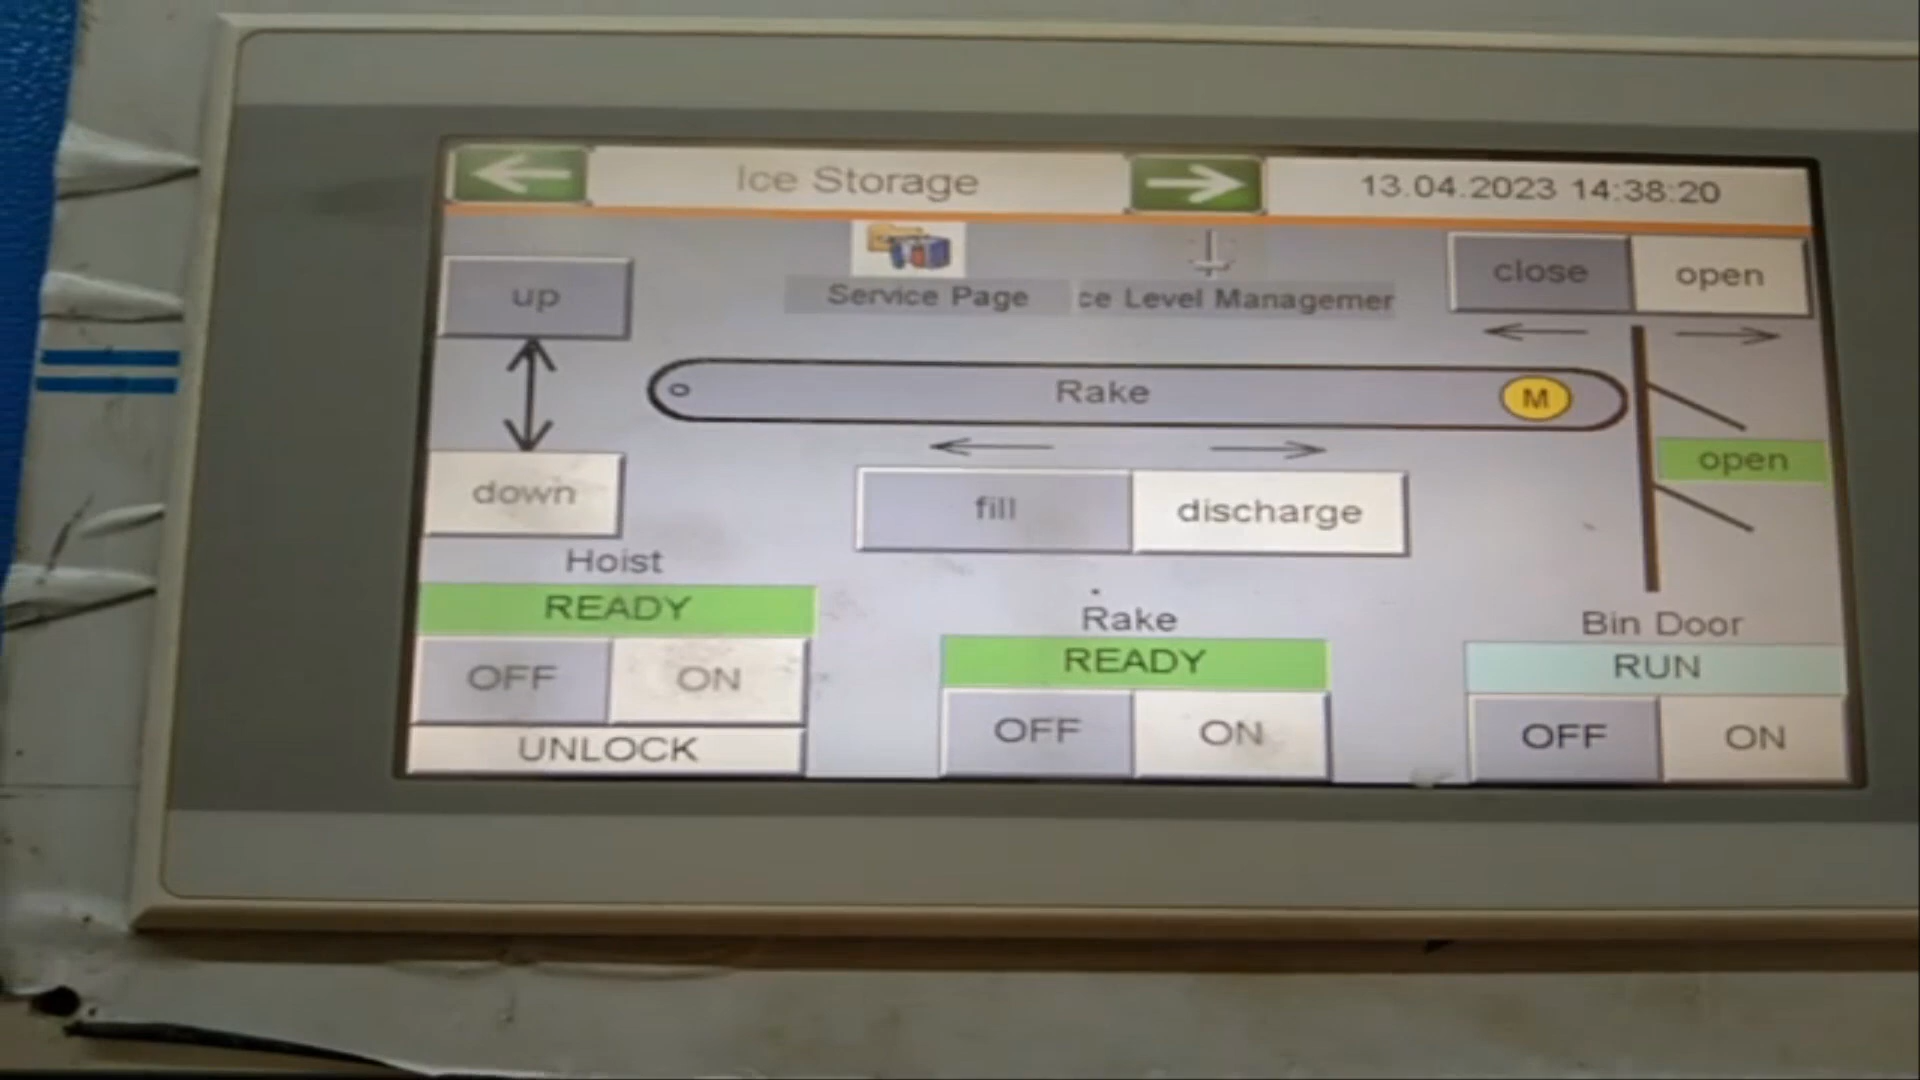 Ice Storage
13.04.2023 14:38:20
up
Service Page
ce Level Managemer
close
open
Rake
M
down
fill
discharge
open
Hoist
READY
OFF
ON
UNLOCK
Rake
READY
OFF
ON
Bin Door
RUN
OFF
ON